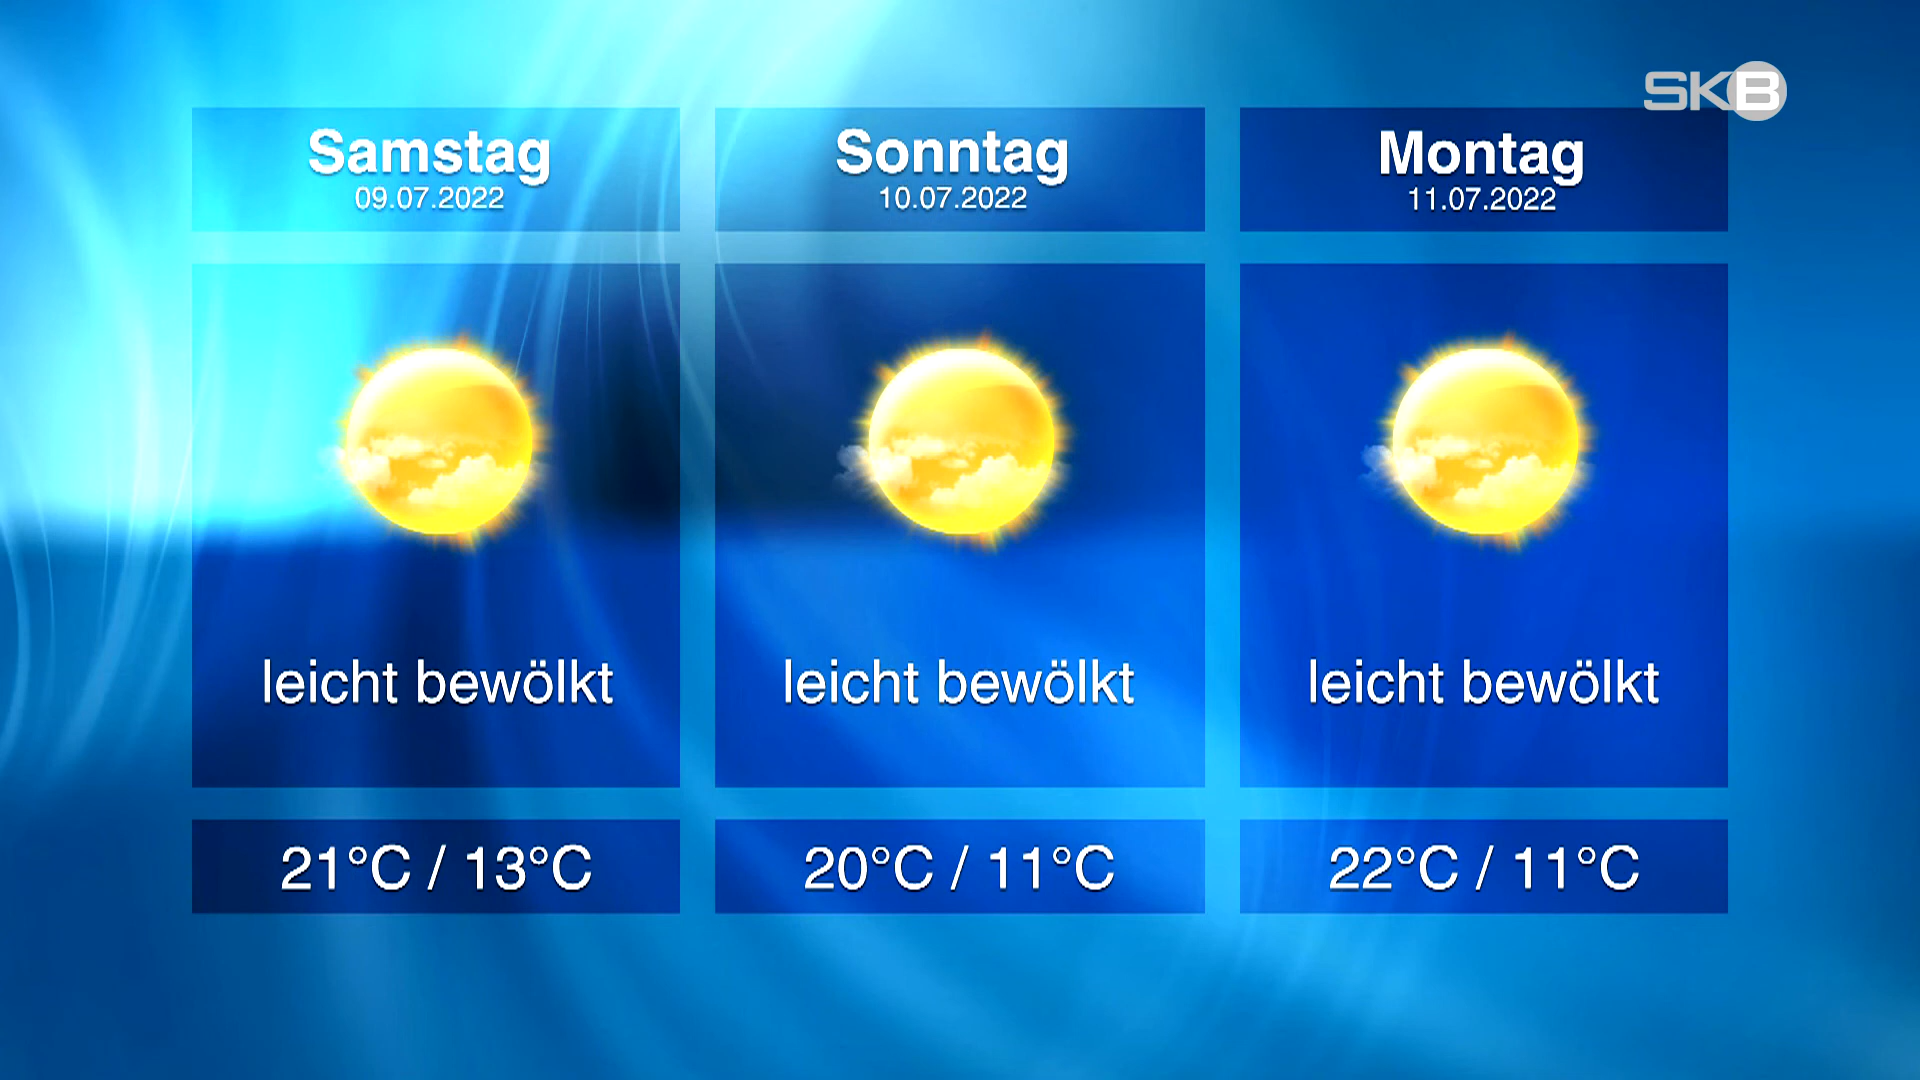 SKB
Samstag
09.07.2022
Sonntag
10.07.2022
Montag
11.07.2022
leicht bewölkt
leicht bewölkt
leicht bewölkt
21°C / 13°C
20°C / 11°C
22°C / 11°C